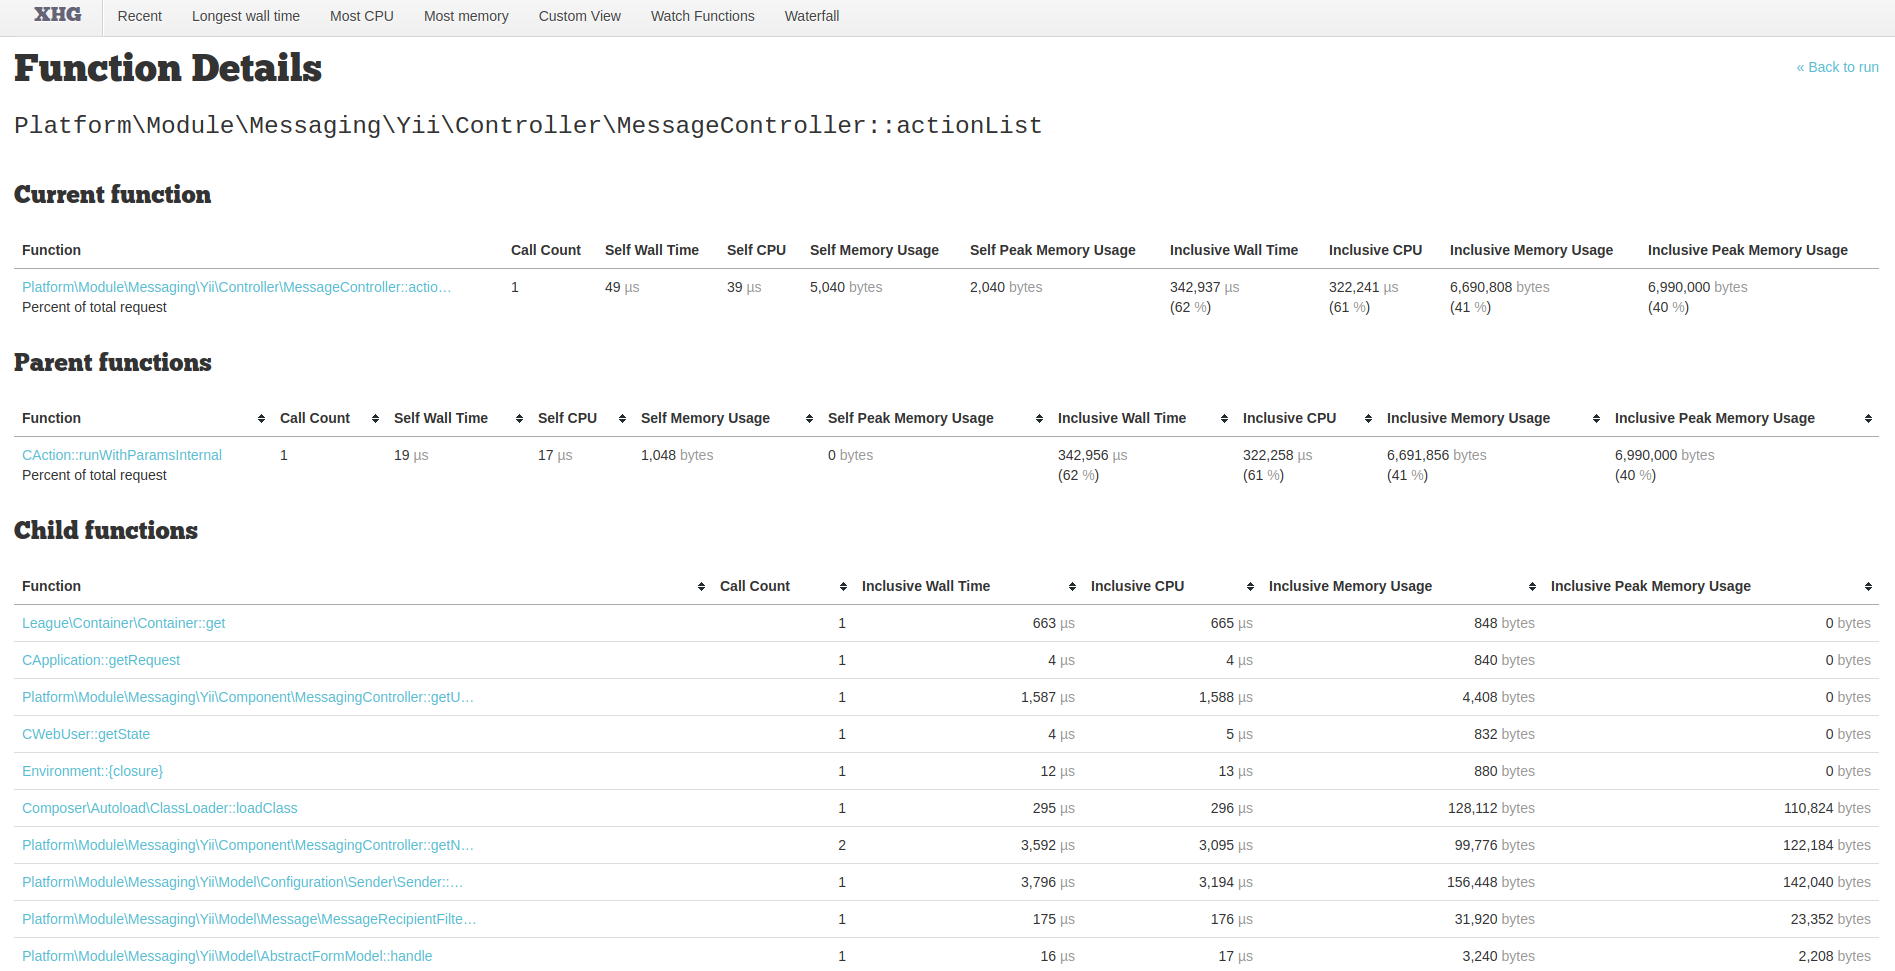 XHG Recent Longest wall time Most CPU Most memory Custom View Watch Functions Waterfall
Function Details
« Back to run
Platform\Module\Messaging\Yii\Controller\MessageController::actionList
Current function
Function Call Count Self Wall Time Self CPU Self Memory Usage Self Peak Memory Usage Inclusive Wall Time Inclusive CPU Inclusive Memory Usage Inclusive Peak Memory Usage
Platform\Module\Messaging\Yii\Controller\MessageController::actio… 1 49 µs 39 µs 5,040 bytes 2,040 bytes 342,937 µs 322,241 µs 6,690,808 bytes 6,990,000 bytes
Percent of total request (62 %) (61 %) (41 %) (40 %)
Parent functions
Function Call Count Self Wall Time Self CPU Self Memory Usage Self Peak Memory Usage Inclusive Wall Time Inclusive CPU Inclusive Memory Usage Inclusive Peak Memory Usage
CAction::runWithParamsInternal 1 19 µs 17 µs 1,048 bytes 0 bytes 342,956 µs 322,258 µs 6,691,856 bytes 6,990,000 bytes
Percent of total request (62 %) (61 %) (41 %) (40 %)
Child functions
Function Call Count Inclusive Wall Time Inclusive CPU Inclusive Memory Usage Inclusive Peak Memory Usage
League\Container\Container::get 1 663 µs 665 µs 848 bytes 0 bytes
CApplication::getRequest 1 4 µs 4 µs 840 bytes 0 bytes
Platform\Module\Messaging\Yii\Component\MessagingController::getU… 1 1,587 µs 1,588 µs 4,408 bytes 0 bytes
CWebUser::getState 1 4 µs 5 µs 832 bytes 0 bytes
Environment::{closure} 1 12 µs 13 µs 880 bytes 0 bytes
Composer\Autoload\ClassLoader::loadClass 1 295 µs 296 µs 128,112 bytes 110,824 bytes
Platform\Module\Messaging\Yii\Component\MessagingController::getN… 2 3,592 µs 3,095 µs 99,776 bytes 122,184 bytes
Platform\Module\Messaging\Yii\Model\Configuration\Sender\Sender::… 1 3,796 µs 3,194 µs 156,448 bytes 142,040 bytes
Platform\Module\Messaging\Yii\Model\Message\MessageRecipientFilte… 1 175 µs 176 µs 31,920 bytes 23,352 bytes
Platform\Module\Messaging\Yii\Model\AbstractFormModel::handle 1 16 µs 17 µs 3,240 bytes 2,208 bytes